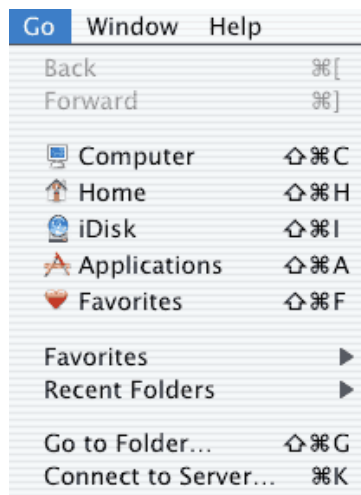 Go Window Help
Back ⌘[
Forward ⌘]
Computer ⇧⌘C
Home ⇧⌘H
iDisk ⇧⌘I
Applications ⇧⌘A
Favorites ⇧⌘F
Favorites ▶
Recent Folders ▶
Go to Folder... ⇧⌘G
Connect to Server... ⌘K